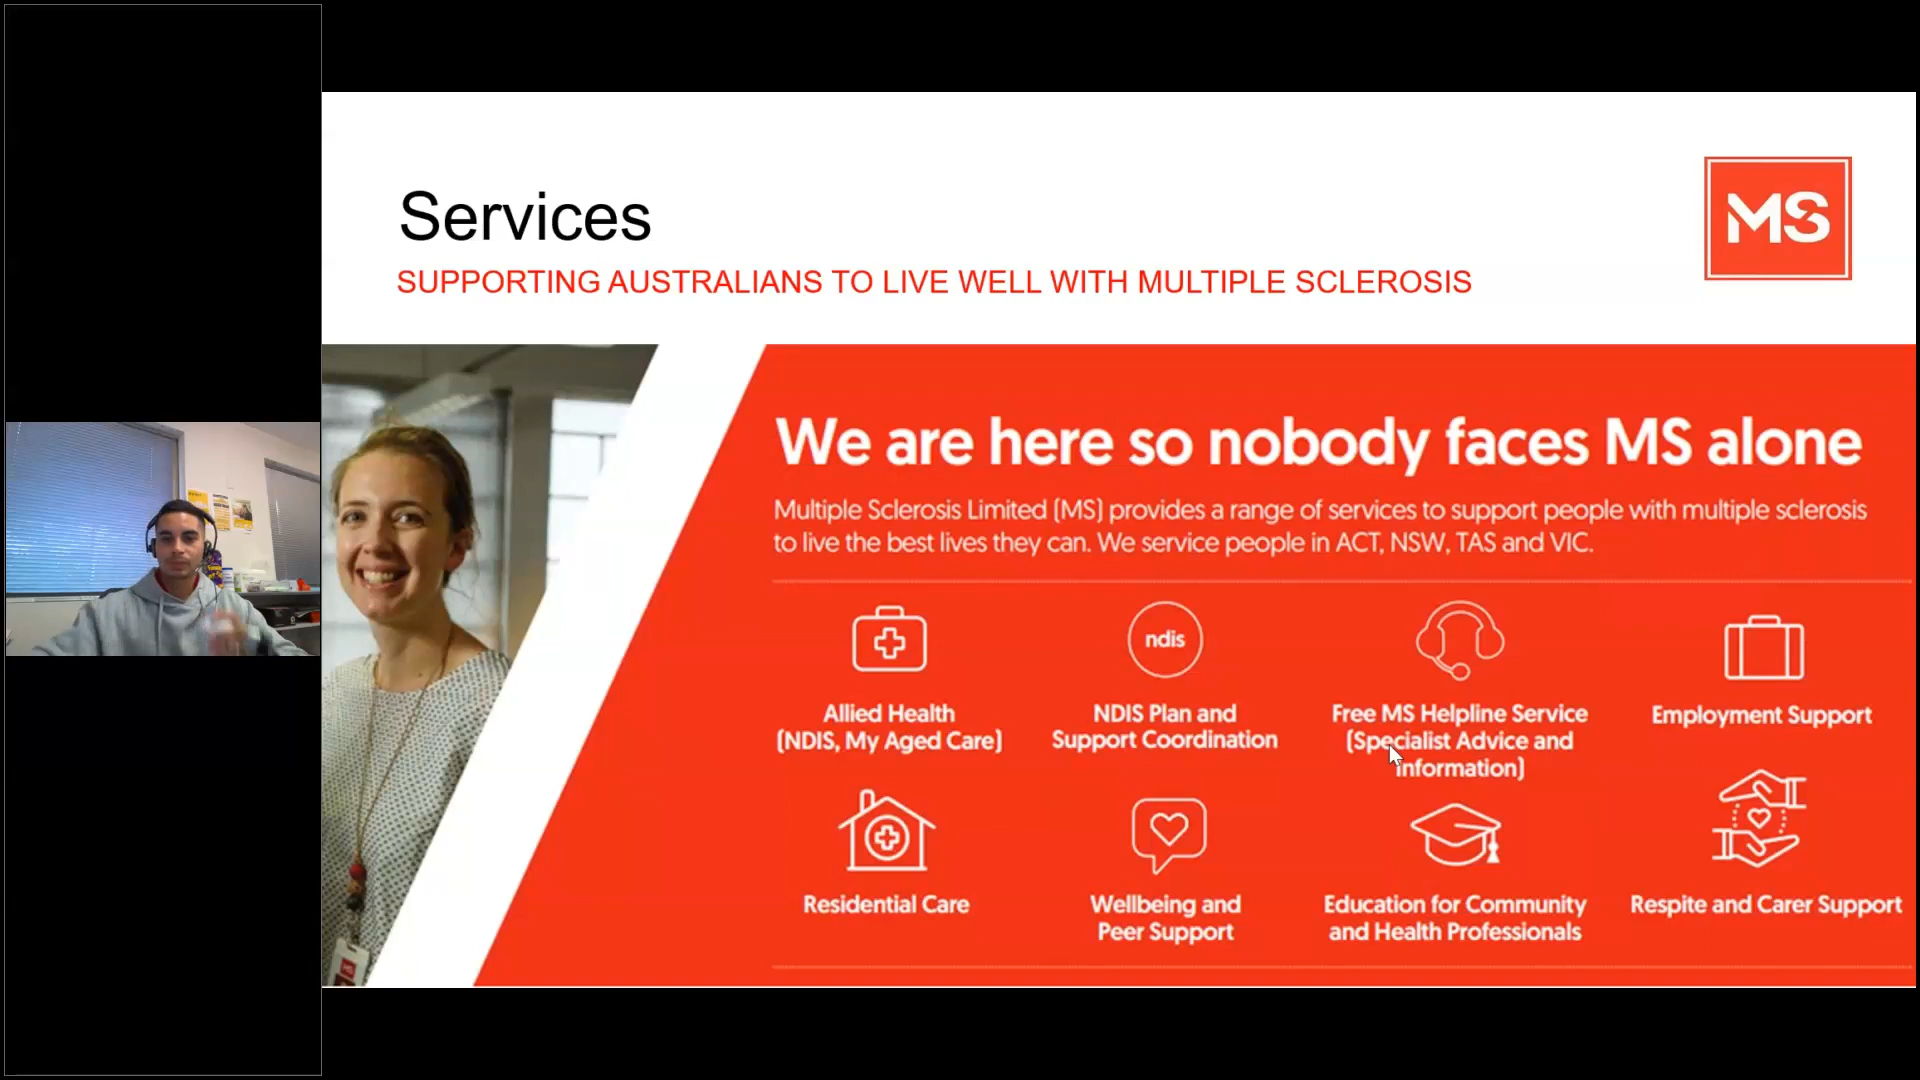 Services
SUPPORTING AUSTRALIANS TO LIVE WELL WITH MULTIPLE SCLEROSIS
MS
We are here so nobody faces MS alone
Multiple Sclerosis Limited (MS) provides a range of services to support people with multiple sclerosis
to live the best lives they can. We service people in ACT, NSW, TAS and VIC.
ndis
Allied Health
(NDIS, My Aged Care)
NDIS Plan and
Support Coordination
Free MS Helpline Service
(Specialist Advice and
Information)
Employment Support
Residential Care
Wellbeing and
Peer Support
Education for Community
and Health Professionals
Respite and Carer Support
MS